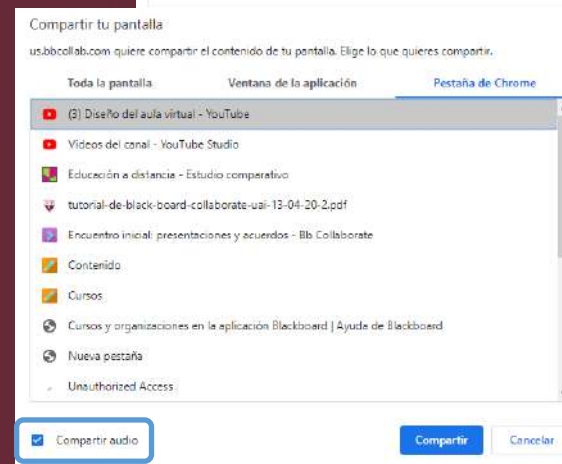 Compartir tu pantalla
us.bbcollab.com quiere compartir el contenido de tu pantalla. Elige lo que quieres compartir.
Toda la pantalla Ventana de la aplicación Pestaña de Chrome
(3) Diseño del aula virtual - YouTube
Vídeos del canal - YouTube Studio
Educación a distancia - Estudio comparativo
tutorial-de-black-board-collaborate-uai-13-04-20-2.pdf
Encuentro inicial: presentaciones y acuerdos - Bb Collaborate
Contenido
Cursos
Cursos y organizaciones en la aplicación Blackboard | Ayuda de Blackboard
Nueva pestaña
Unauthorized Access
Compartir audio
Compartir Cancelar